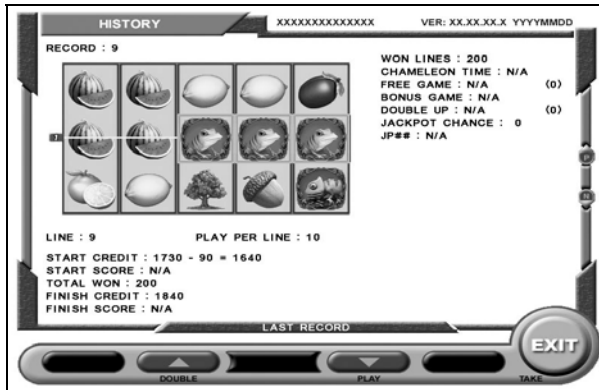 HISTORY XXXXXXXXXXXXXX VER: XX.XX.XX.X YYYYMMDD
RECORD : 9
WON LINES : 200
CHAMELEON TIME : N/A
FREE GAME : N/A (0)
BONUS GAME : N/A
DOUBLE UP : N/A (0)
JACKPOT CHANCE : 0
JP## : N/A
1
P
N
LINE : 9 PLAY PER LINE : 10
START CREDIT : 1730 - 90 = 1640
START SCORE : N/A
TOTAL WON : 200
FINISH CREDIT : 1840
FINISH SCORE : N/A
LAST RECORD
EXIT
DOUBLE PLAY TAKE